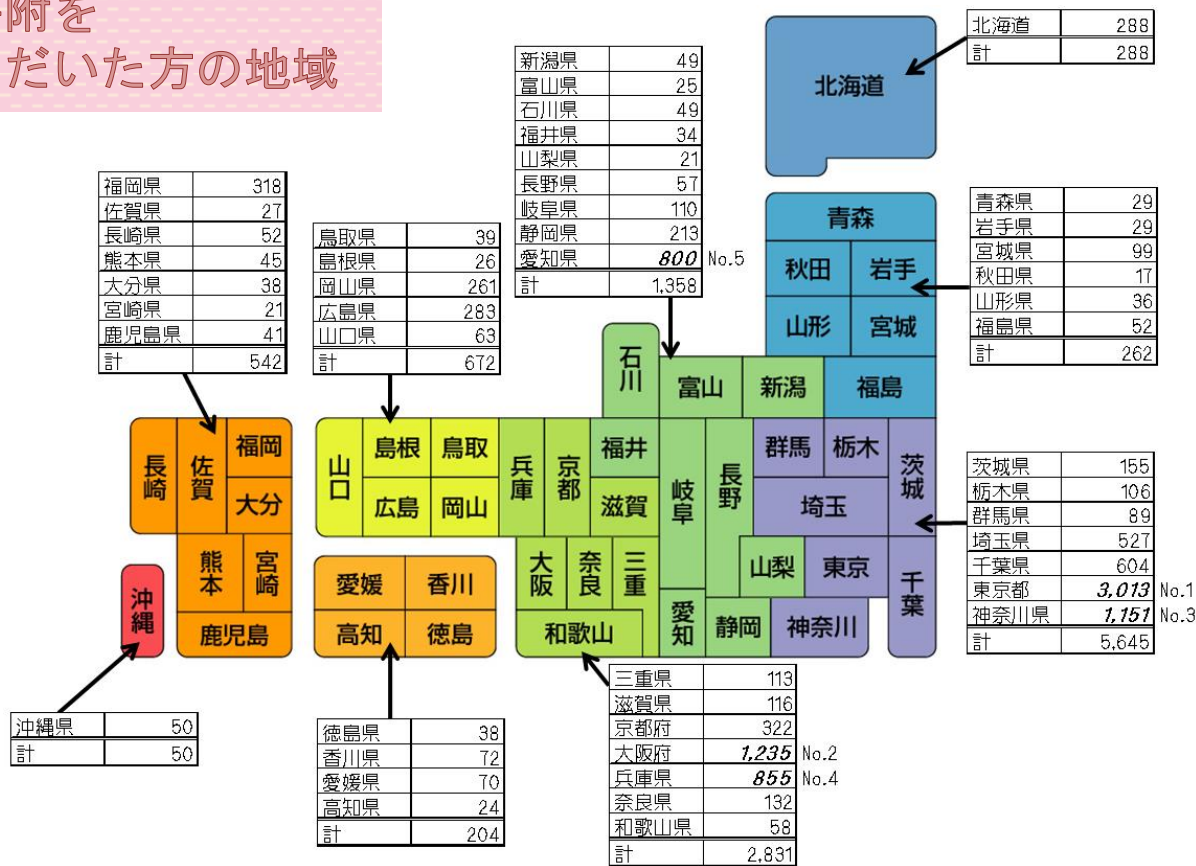 附を
だいた方の地域
北海道 288
計 288
新潟県 49
富山県 25
石川県 49
福井県 34
山梨県 21
長野県 57
岐阜県 110
静岡県 213
愛知県 800 No.5
計 1,358
福岡県 318
佐賀県 27
長崎県 52
熊本県 45
大分県 38
宮崎県 21
鹿児島県 41
計 542
鳥取県 39
島根県 26
岡山県 261
広島県 283
山口県 63
計 672
青森県 29
岩手県 29
宮城県 99
秋田県 17
山形県 36
福島県 52
計 262
茨城県 155
栃木県 106
群馬県 89
埼玉県 527
千葉県 604
東京都 3,013 No.1
神奈川県 1,151 No.3
計 5,645
北海道
青森
秋田 岩手
山形 宮城
石川 富山 新潟 福島
長崎 佐賀 福岡
大分
熊本 宮崎
鹿児島
沖縄
山口 島根 鳥取
広島 岡山
兵庫 京都 福井
滋賀
岐阜 長野
群馬 栃木 茨城
埼玉
大阪 奈良 三重
和歌山
愛知 静岡 山梨 東京
神奈川 千葉
愛媛 香川
高知 徳島
沖縄県 50
計 50
徳島県 38
香川県 72
愛媛県 70
高知県 24
計 204
三重県 113
滋賀県 116
京都府 322
大阪府 1,235 No.2
兵庫県 855 No.4
奈良県 132
和歌山県 58
計 2,831